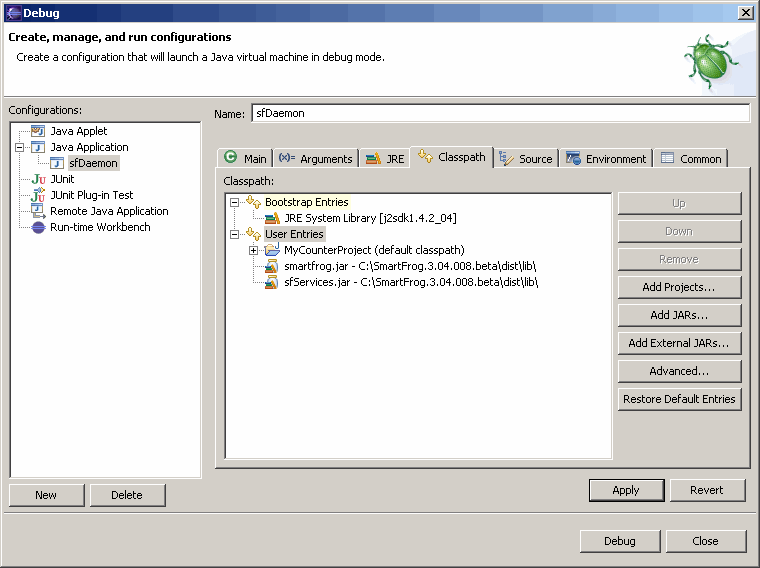 Debug
Create, manage, and run configurations
Create a configuration that will launch a Java virtual machine in debug mode.
Configurations:
Java Applet
Java Application
sfDaemon
JUnit
JUnit Plug-in Test
Remote Java Application
Run-time Workbench
New
Delete
Name:
sfDaemon
Main
Arguments
JRE
Classpath
Source
Environment
Common
Classpath:
Bootstrap Entries
JRE System Library [j2sdk1.4.2_04]
User Entries
MyCounterProject (default classpath)
smartfrog.jar - C:\SmartFrog.3.04.008.beta\dist\lib\
sfServices.jar - C:\SmartFrog.3.04.008.beta\dist\lib\
Up
Down
Remove
Add Projects...
Add JARs...
Add External JARs...
Advanced...
Restore Default Entries
Apply
Revert
Debug
Close